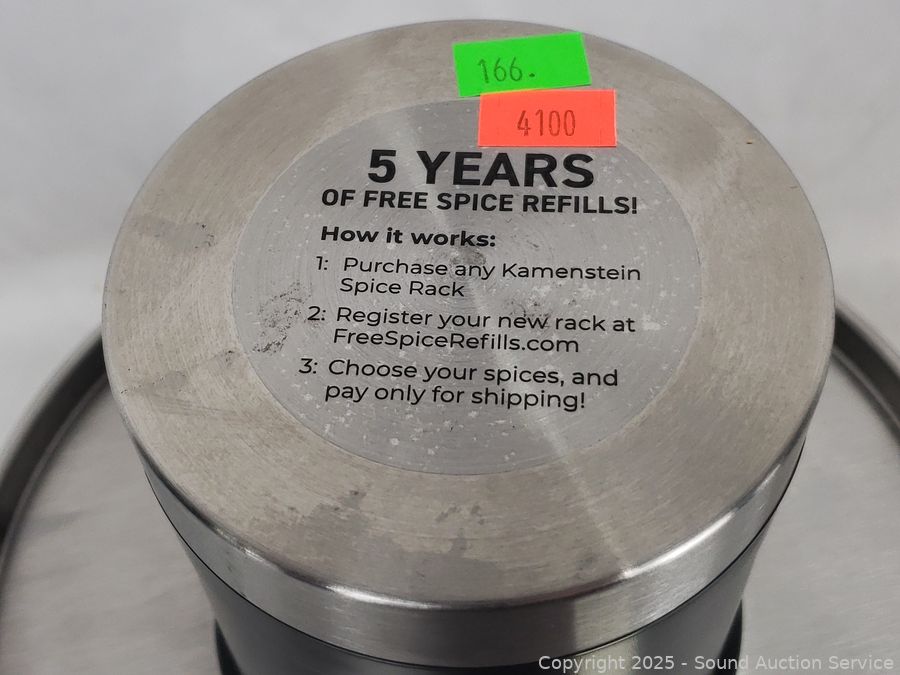 166.
4100
5 YEARS
OF FREE SPICE REFILLS!
How it works:
1: Purchase any Kamenstein
Spice Rack
2: Register your new rack at
FreeSpiceRefills.com
3: Choose your spices, and
pay only for shipping!
Copyright 2025 - Sound Auction Service